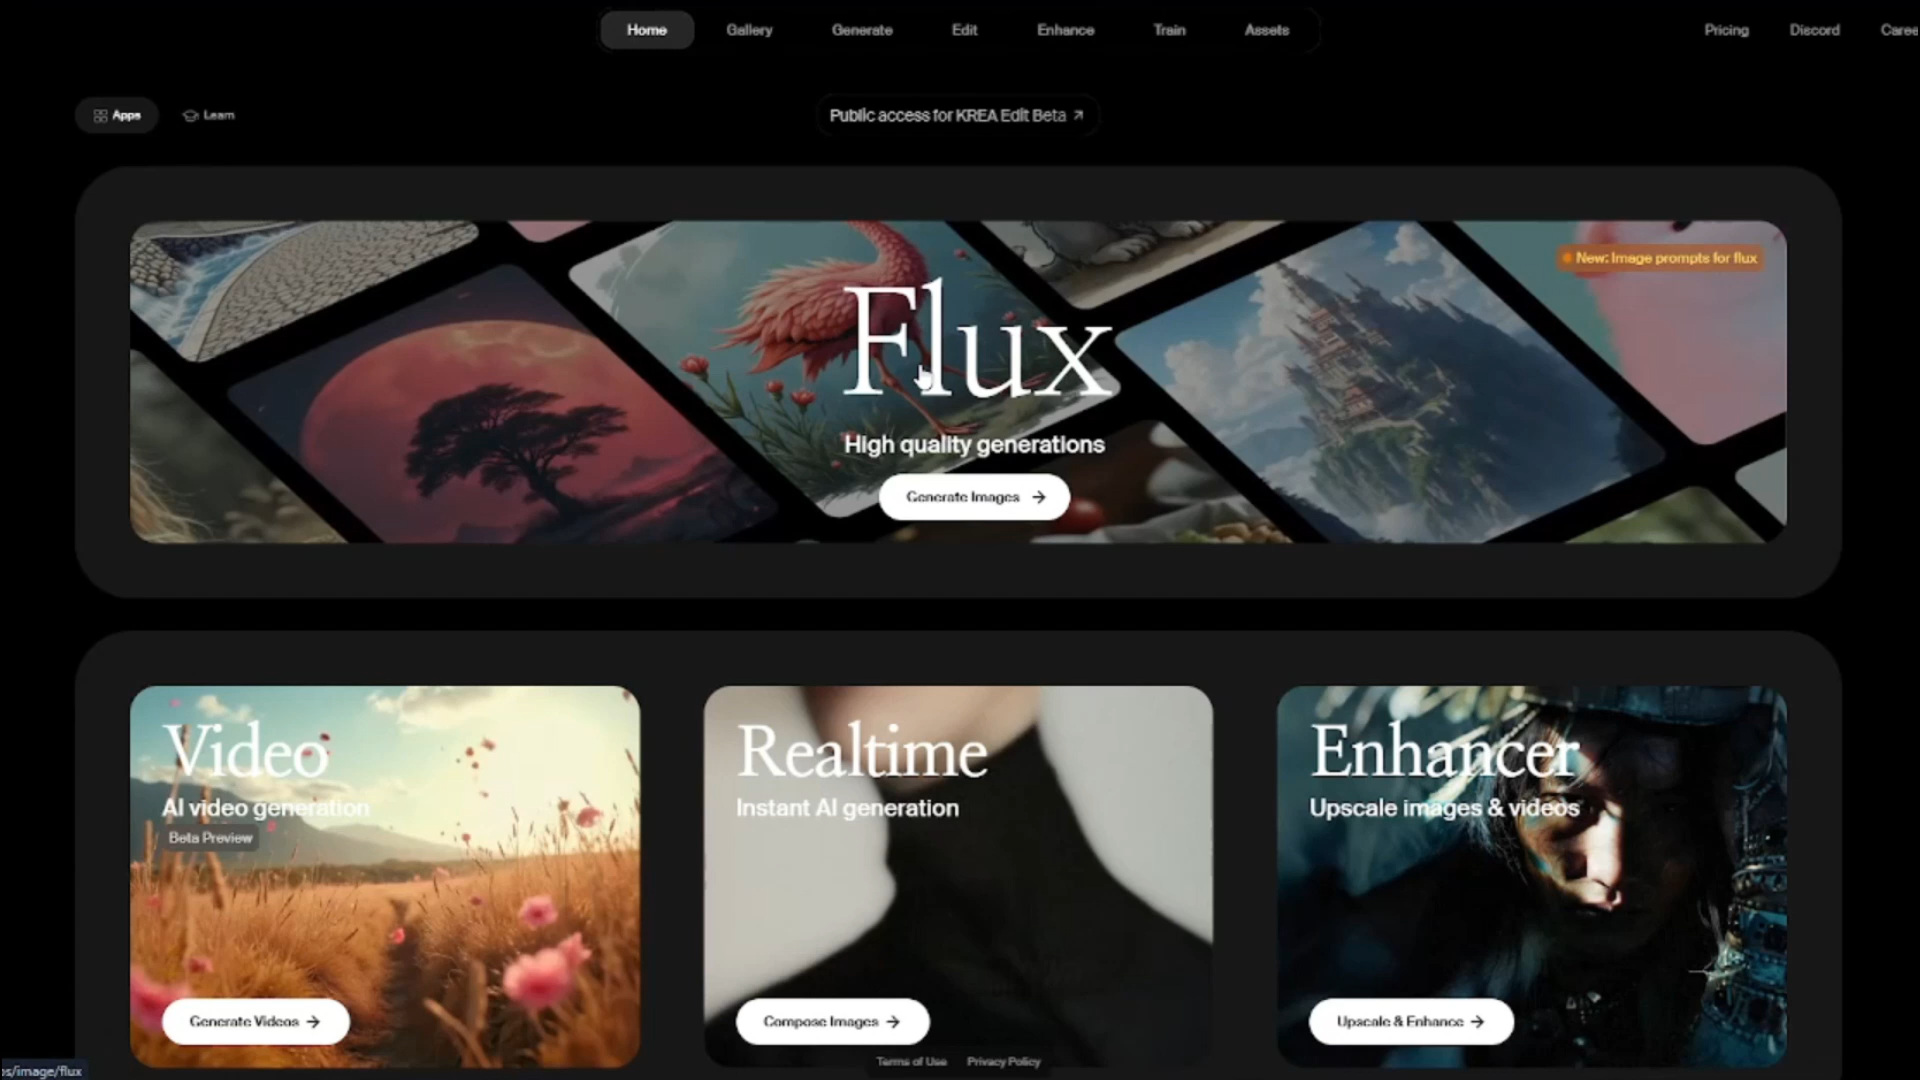 Home Gallery Generate Edit Enhance Train Assets Pricing Discord
Apps Learn Public access for KREA Edit Beta
New: Image prompts for flux
Flux
High quality generations
Generate Images
Video
AI video generation
Beta Preview
Generate Videos
Realtime
Instant AI generation
Compose Images
Enhancer
Upscale images & videos
Upscale & Enhance
Terms of Use Privacy Policy
s/image/flux